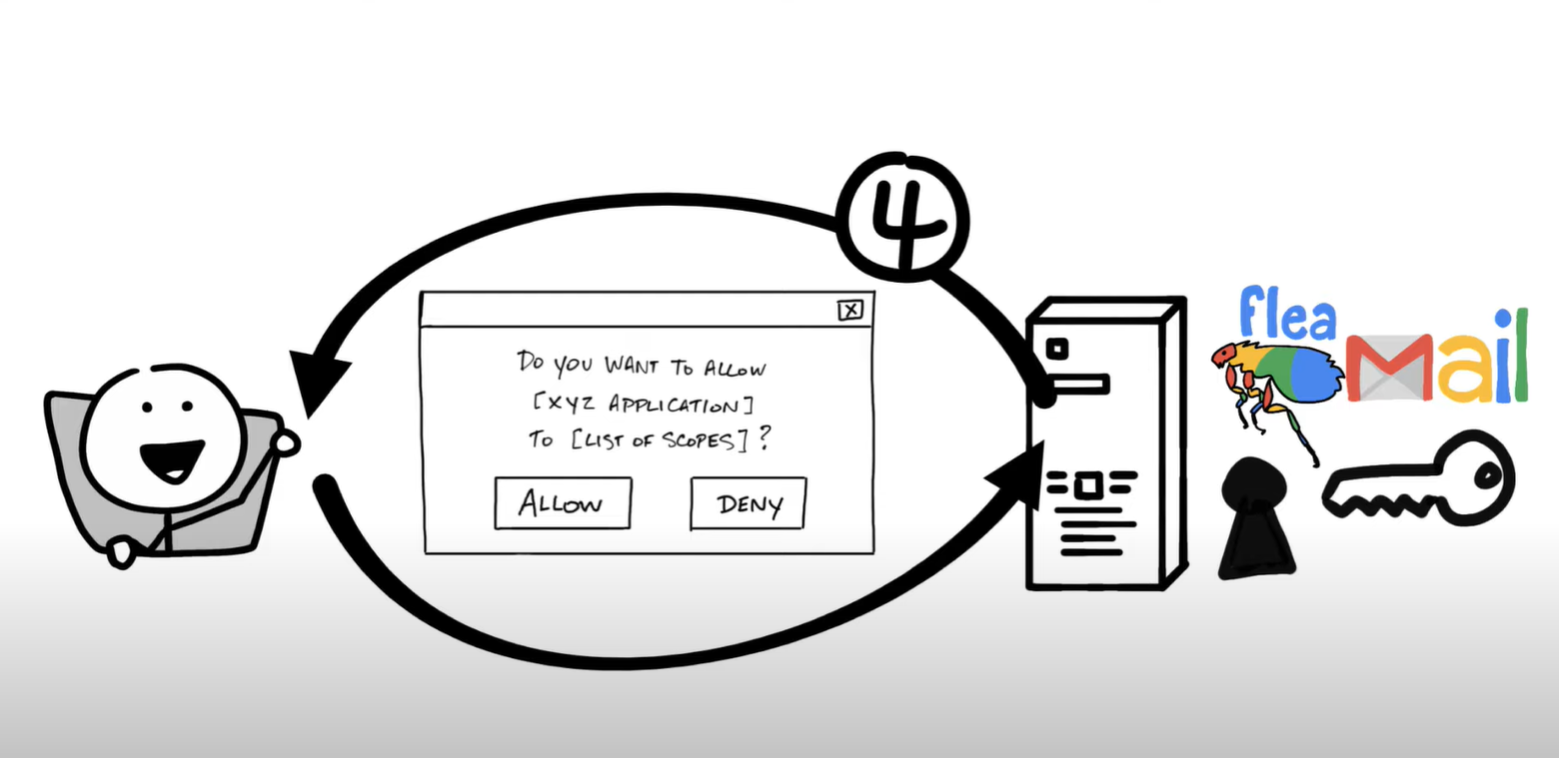 4
flea
Mail
X
DO YOU WANT TO ALLOW
[XYZ APPLICATION]
TO [LIST OF SCOPES]?
ALLOW DENY